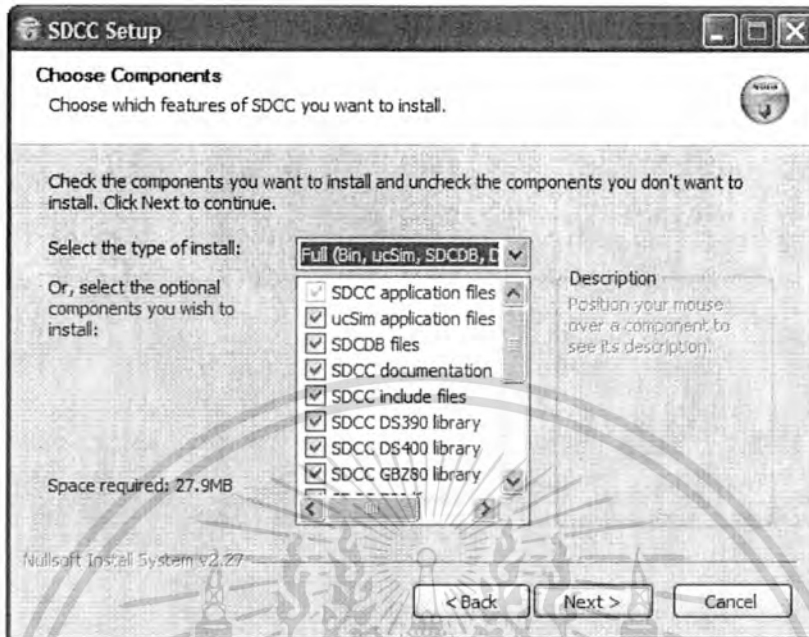 SDCC Setup
Choose Components
Choose which features of SDCC you want to install.
Check the components you want to install and uncheck the components you don't want to
install. Click Next to continue.
Select the type of install:
Full (Bin, ucSim, SDCDB, D
Or, select the optional
components you wish to
install:
SDCC application files
ucSim application files
SDCDB files
SDCC documentation
SDCC include files
SDCC DS390 library
SDCC DS400 library
SDCC GBZ80 library
Description
Position your mouse
over a component to
see its description.
Space required: 27.9MB
Nullsoft Install System v2.27
< Back
Next >
Cancel